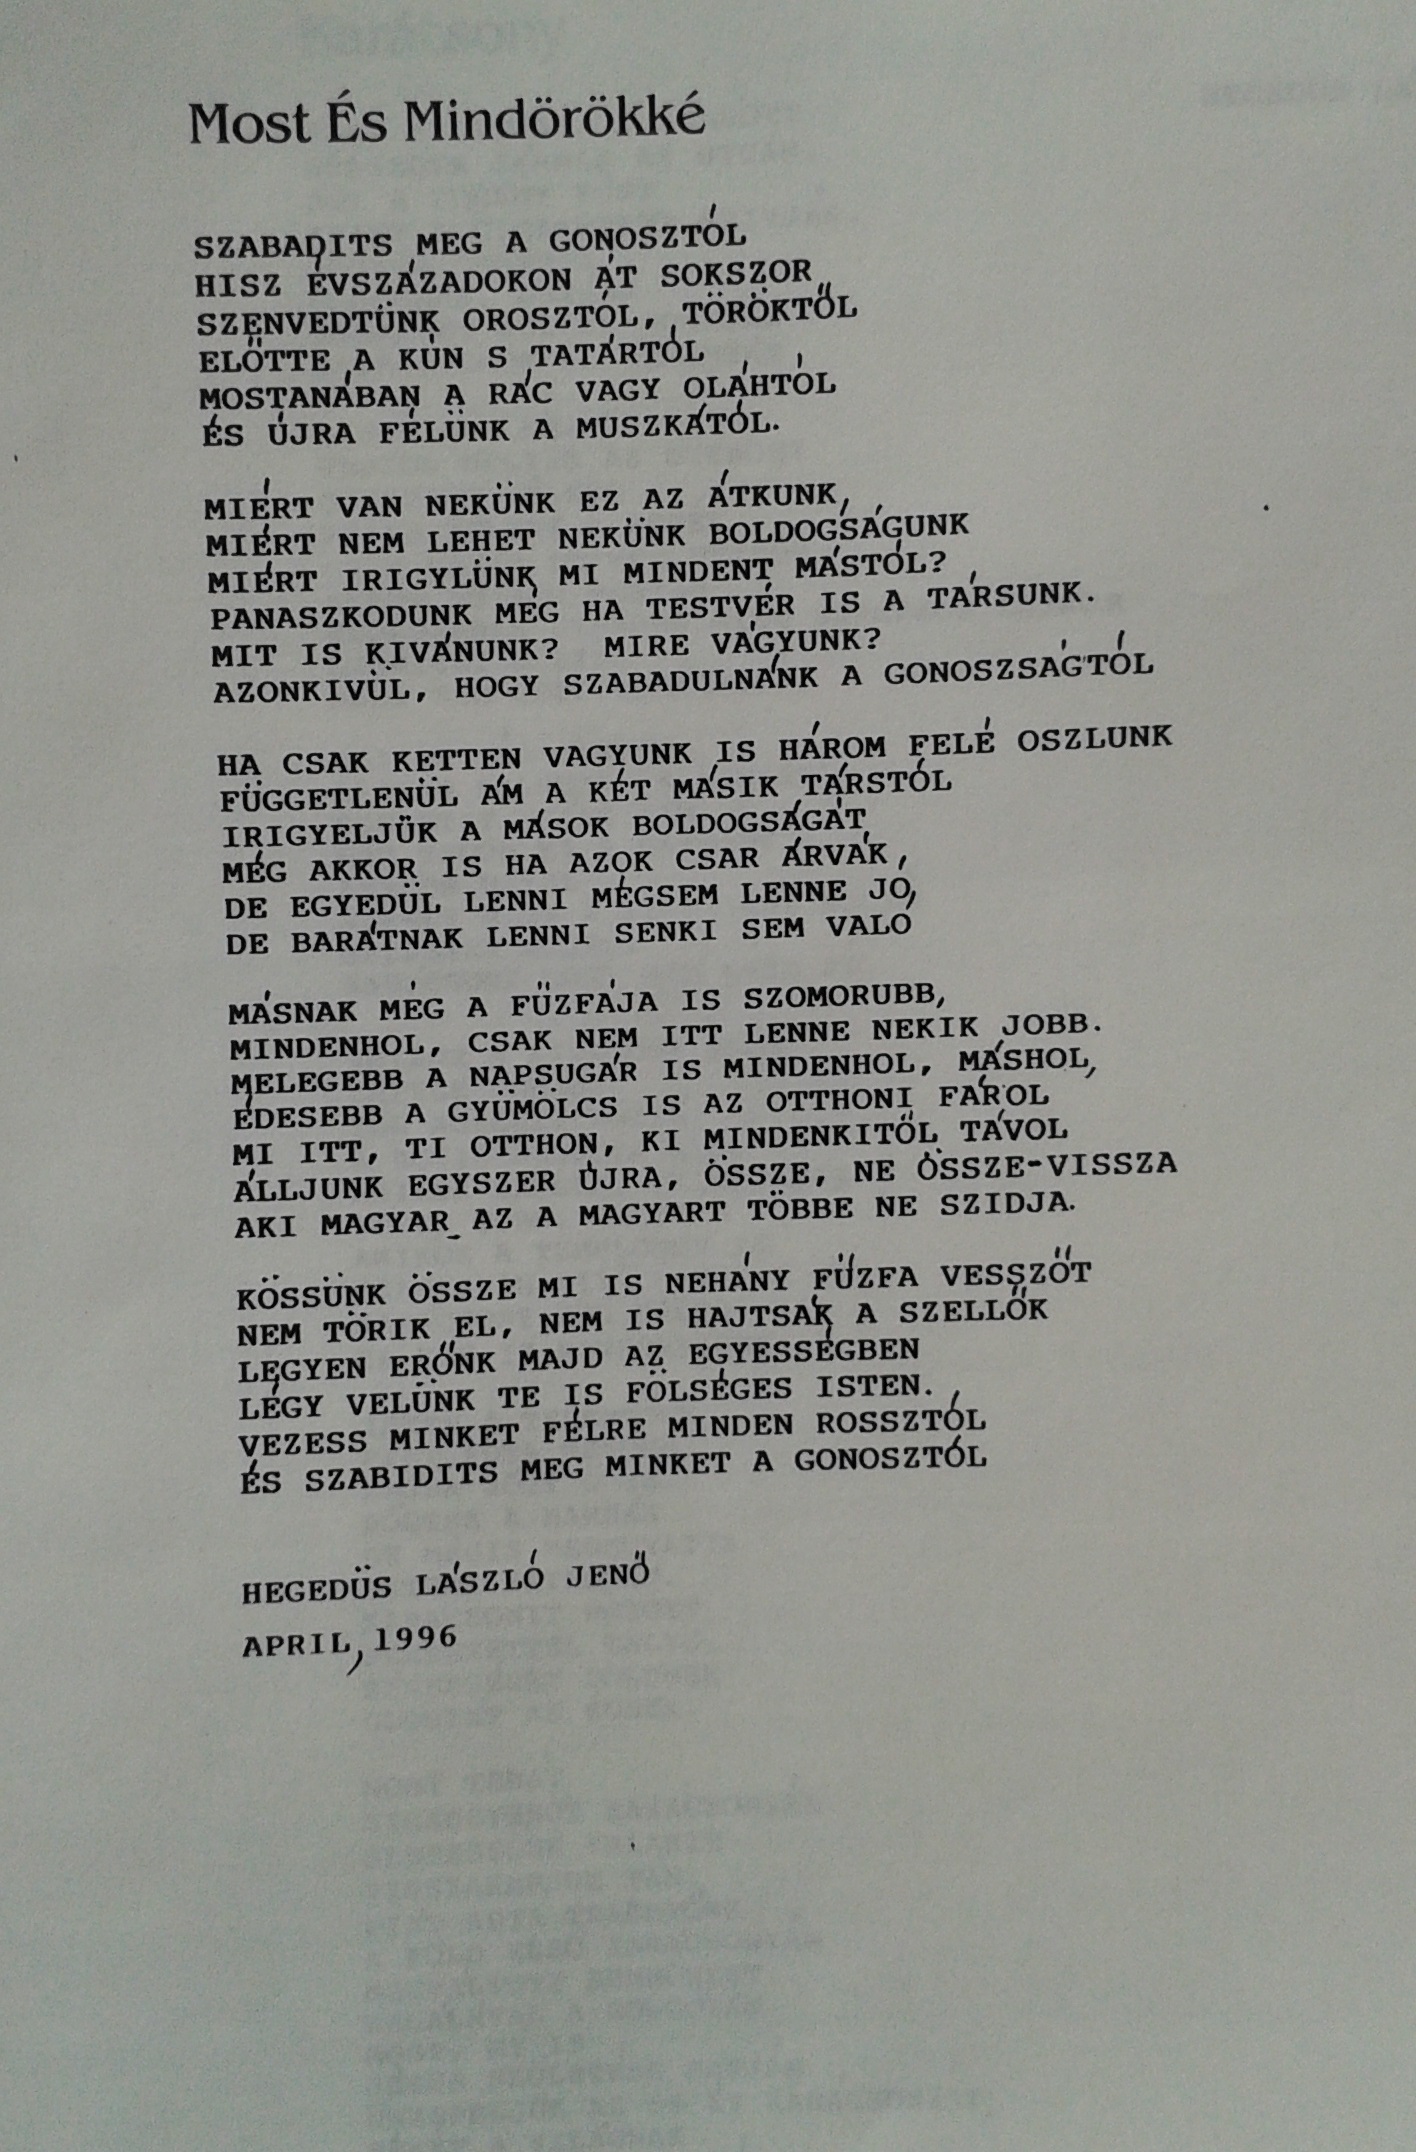 Most És Mindörökké
SZABADITS MEG A GONOSZTÓL
HISZ ÉVSZÁZADOKON ÁT SOKSZOR
SZENVEDTÜNK OROSZTÓL, TÖRÖKTŐL
ELŐTTE A KÚN S TATÁRTÓL
MOSTANÁBAN A RÁC VAGY OLÁHTÓL
ÉS ÚJRA FÉLÜNK A MUSZKÁTÓL.
MIÉRT VAN NEKÜNK EZ AZ ÁTKUNK,
MIÉRT NEM LEHET NEKÜNK BOLDOGSÁGUNK
MIÉRT IRIGYLÜNK MI MINDENT MÁSTÓL?
PANASZKODUNK MÉG HA TESTVÉR IS A TÁRSUNK.
MIT IS KIVÁNUNK? MIRE VÁGYUNK?
AZONKIVÜL, HOGY SZABADULNÁNK A GONOSZSÁGTÓL
HA CSAK KETTEN VAGYUNK IS HÁROM FELÉ OSZLUNK
FÜGGETLENÜL ÁM A KÉT MÁSIK TÁRSTÓL
IRIGYELJÜK A MÁSOK BOLDOGSÁGÁT
MÉG AKKOR IS HA AZOK CSAR ÁRVÁK,
DE EGYEDÜL LENNI MÉGSEM LENNE JO,
DE BARÁTNAK LENNI SENKI SEM VALÓ
MÁSNAK MÉG A FÜZFÁJA IS SZOMORUBB,
MINDENHOL, CSAK NEM ITT LENNE NEKIK JOBB.
MELEGEBB A NAPSUGÁR IS MINDENHOL, MÁSHOL,
ÉDESEBB A GYÜMÖLCS IS AZ OTTHONI FÁROL
MI ITT, TI OTTHON, KI MINDENKITŐL TÁVOL
ÁLLJUNK EGYSZER ÚJRA, ÖSSZE, NE ÖSSZE-VISSZA
AKI MAGYAR AZ A MAGYART TÖBBE NE SZIDJA.
KÖSSÜNK ÖSSZE MI IS NEHÁNY FŰZFA VESSZŐT
NEM TÖRIK EL, NEM IS HAJTSÁK A SZELLŐK
LEGYEN ERŐNK MAJD AZ EGYESSÉGBEN
LÉGY VELÜNK TE IS FÖLSÉGES ISTEN.
VEZESS MINKET FÉLRE MINDEN ROSSZTÓL
ÉS SZABIDITS MEG MINKET A GONOSZTÓL
HEGEDÜS LÁSZLÓ JENŐ
APRIL, 1996